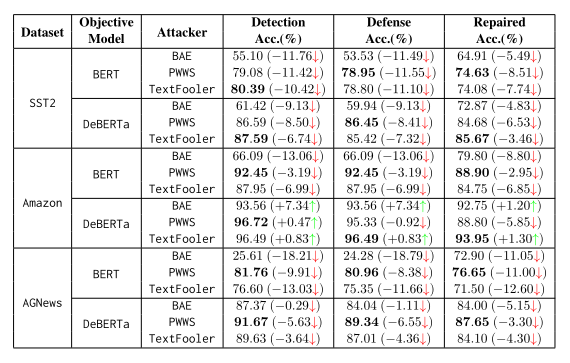 Dataset Objective Model Attacker Detection Acc.(%) Defense Acc.(%) Repaired Acc.(%)
SST2 BERT BAE 55.10 (−11.76↓) 53.53 (−11.49↓) 64.91 (−5.49↓)
PWWS 79.08 (−11.42↓) 78.95 (−11.55↓) 74.63 (−8.51↓)
TextFooler 80.39 (−10.42↓) 78.80 (−11.10↓) 74.08 (−7.74↓)
DeBERTa BAE 61.42 (−9.13↓) 59.94 (−9.13↓) 72.87 (−4.83↓)
PWWS 86.59 (−8.50↓) 86.45 (−8.41↓) 84.68 (−6.53↓)
TextFooler 87.59 (−6.74↓) 85.42 (−7.32↓) 85.67 (−3.46↓)
Amazon BERT BAE 66.09 (−13.06↓) 66.09 (−13.06↓) 79.80 (−8.80↓)
PWWS 92.45 (−3.19↓) 92.45 (−3.19↓) 88.90 (−2.95↓)
TextFooler 87.95 (−6.99↓) 87.95 (−6.99↓) 84.75 (−6.85↓)
DeBERTa BAE 93.56 (+7.34↑) 93.56 (+7.34↑) 92.75 (+1.20↑)
PWWS 96.72 (+0.47↑) 95.33 (−0.92↓) 88.80 (−5.85↓)
TextFooler 96.49 (+0.83↑) 96.49 (+0.83↑) 93.95 (+1.30↑)
AGNews BERT BAE 25.61 (−18.21↓) 24.28 (−18.79↓) 72.90 (−11.05↓)
PWWS 81.76 (−9.91↓) 80.96 (−8.38↓) 76.65 (−11.00↓)
TextFooler 76.60 (−13.03↓) 75.35 (−11.66↓) 71.50 (−12.60↓)
DeBERTa BAE 87.37 (−0.29↓) 84.04 (−1.11↓) 84.00 (−5.15↓)
PWWS 91.67 (−5.63↓) 89.34 (−6.55↓) 87.65 (−3.30↓)
TextFooler 89.63 (−3.64↓) 87.01 (−4.36↓) 84.10 (−4.30↓)